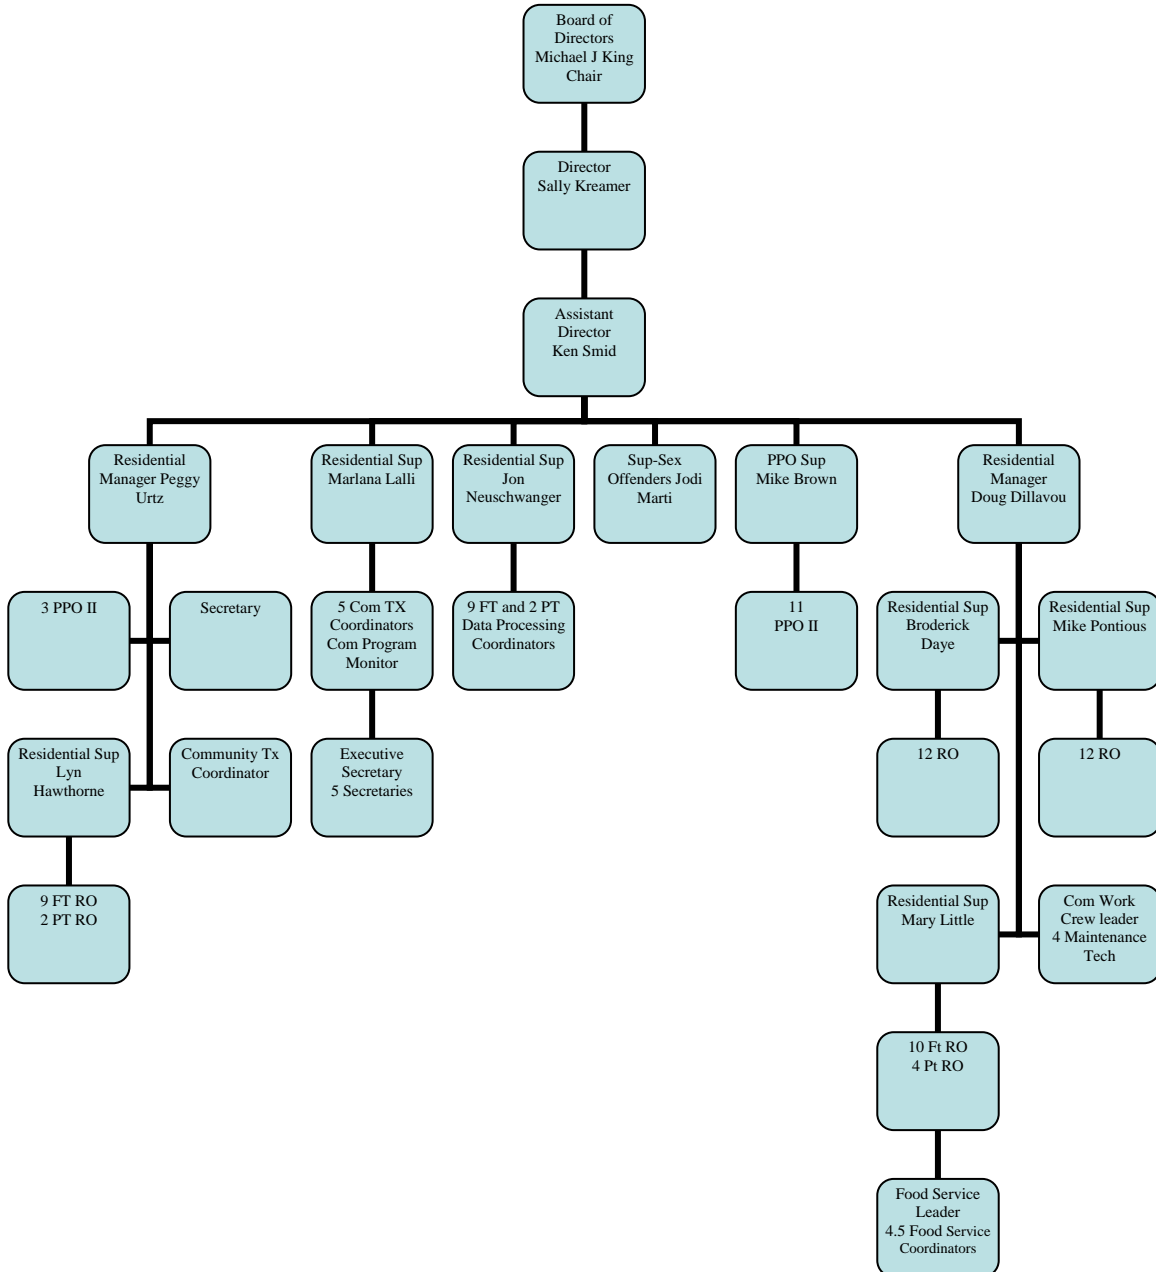 Board of
Directors
Michael J King
Chair
Director
Sally Kreamer
Assistant
Director
Ken Smid
Residential
Manager Peggy
Urtz
Residential Sup
Marlana Lalli
Residential Sup
Jon
Neuschwanger
Sup-Sex
Offenders Jodi
Marti
PPO Sup
Mike Brown
Residential
Manager
Doug Dillavou
3 PPO II
Secretary
5 Com TX
Coordinators
Com Program
Monitor
9 FT and 2 PT
Data Processing
Coordinators
11
PPO II
Residential Sup
Broderick
Daye
Residential Sup
Mike Pontious
Residential Sup
Lyn
Hawthorne
Community Tx
Coordinator
Executive
Secretary
5 Secretaries
12 RO
12 RO
9 FT RO
2 PT RO
Residential Sup
Mary Little
Com Work
Crew leader
4 Maintenance
Tech
10 Ft RO
4 Pt RO
Food Service
Leader
4.5 Food Service
Coordinators